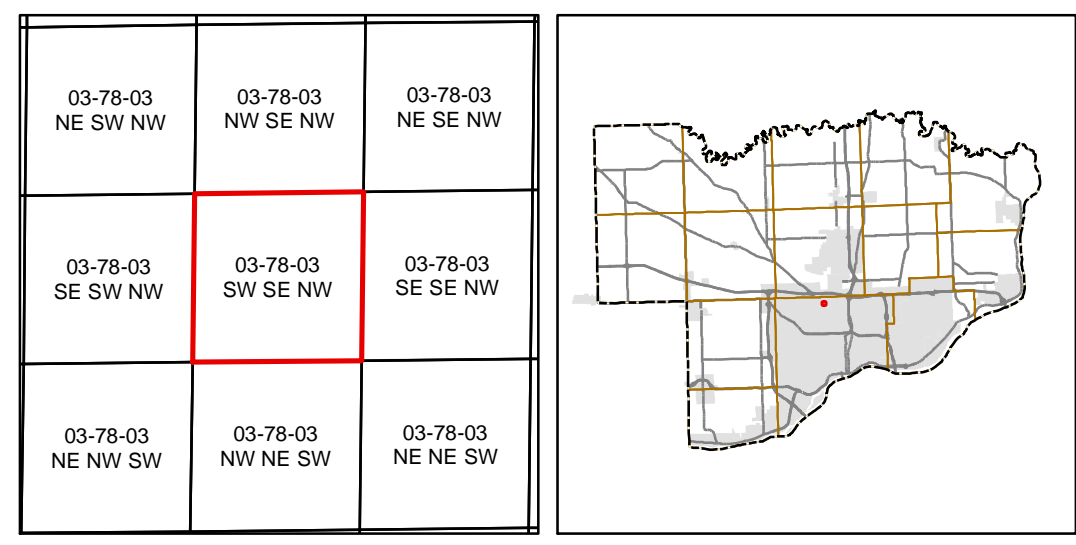 03-78-03
NE SW NW
03-78-03
NW SE NW
03-78-03
NE SE NW
03-78-03
SE SW NW
03-78-03
SW SE NW
03-78-03
SE SE NW
03-78-03
NE NW SW
03-78-03
NW NE SW
03-78-03
NE NE SW